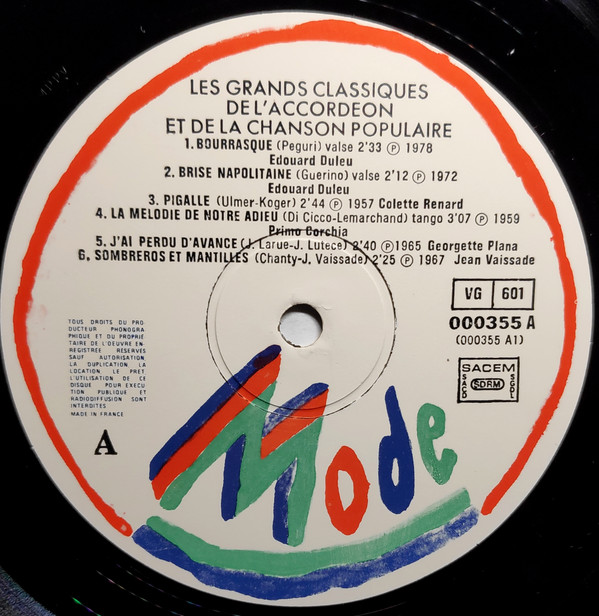 LES GRANDS CLASSIQUES
DE L'ACCORDEON
ET DE LA CHANSON POPULAIRE
1. BOURRASQUE (Peguri) valse 2'33 Ⓟ 1978
Edouard Duleu
2. BRISE NAPOLITAINE (Guerino) valse 2'12 Ⓟ 1972
Edouard Duleu
3. PIGALLE (Ulmer-Koger) 2'44 Ⓟ 1957 Colette Renard
4. LA MELODIE DE NOTRE ADIEU (Di Cicco-Lemarchand) tango 3'07 Ⓟ 1959
Primo Corchia
5. J'AI PERDU D'AVANCE (J. Larue-J. Lutece) 2'40 Ⓟ1965 Georgette Plana
6. SOMBREROS ET MANTILLES (Chanty-J. Vaissade) 2'25 Ⓟ 1967 Jean Vaissade
VG 601
000355 A
(000355 A1)
SACEM
SACD SDRM SGDL
TOUS DROITS DU PRO-
DUCTEUR PHONOGRA-
PHIQUE ET DU PROPRIE-
TAIRE DE L'OEUVRE EN-
REGISTREE RESERVES
SAUF AUTORISATION
LA DUPLICATION LA
LOCATION LE PRET
L'UTILISATION DE CE
DISQUE POUR EXECU-
TION PUBLIQUE ET
RADIODIFFUSION SONT
INTERDITES
MADE IN FRANCE
A
Mode